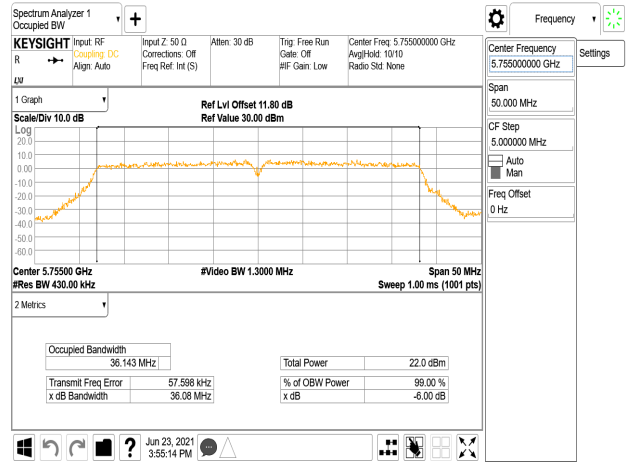 Spectrum Analyzer 1
Occupied BW
Frequency
KEYSIGHT
R
LXI
Input: RF
Coupling: DC
Align: Auto
Input Z: 50 Ω
Corrections: Off
Freq Ref: Int (S)
Atten: 30 dB
Trig: Free Run
Gate: Off
#IF Gain: Low
Center Freq: 5.755000000 GHz
Avg|Hold: 10/10
Radio Std: None
Center Frequency
5.755000000 GHz
Settings
Span
50.000 MHz
CF Step
5.000000 MHz
Auto
Man
Freq Offset
0 Hz
1 Graph
Scale/Div 10.0 dB
Ref Lvl Offset 11.80 dB
Ref Value 30.00 dBm
Log
20.0
10.0
0.00
-10.0
-20.0
-30.0
-40.0
-50.0
-60.0
Center 5.75500 GHz
#Res BW 430.00 kHz
#Video BW 1.3000 MHz
Span 50 MHz
Sweep 1.00 ms (1001 pts)
2 Metrics
Occupied Bandwidth
36.143 MHz
Transmit Freq Error 57.598 kHz
x dB Bandwidth 36.08 MHz
Total Power 22.0 dBm
% of OBW Power 99.00 %
x dB -6.00 dB
?
Jun 23, 2021
3:55:14 PM